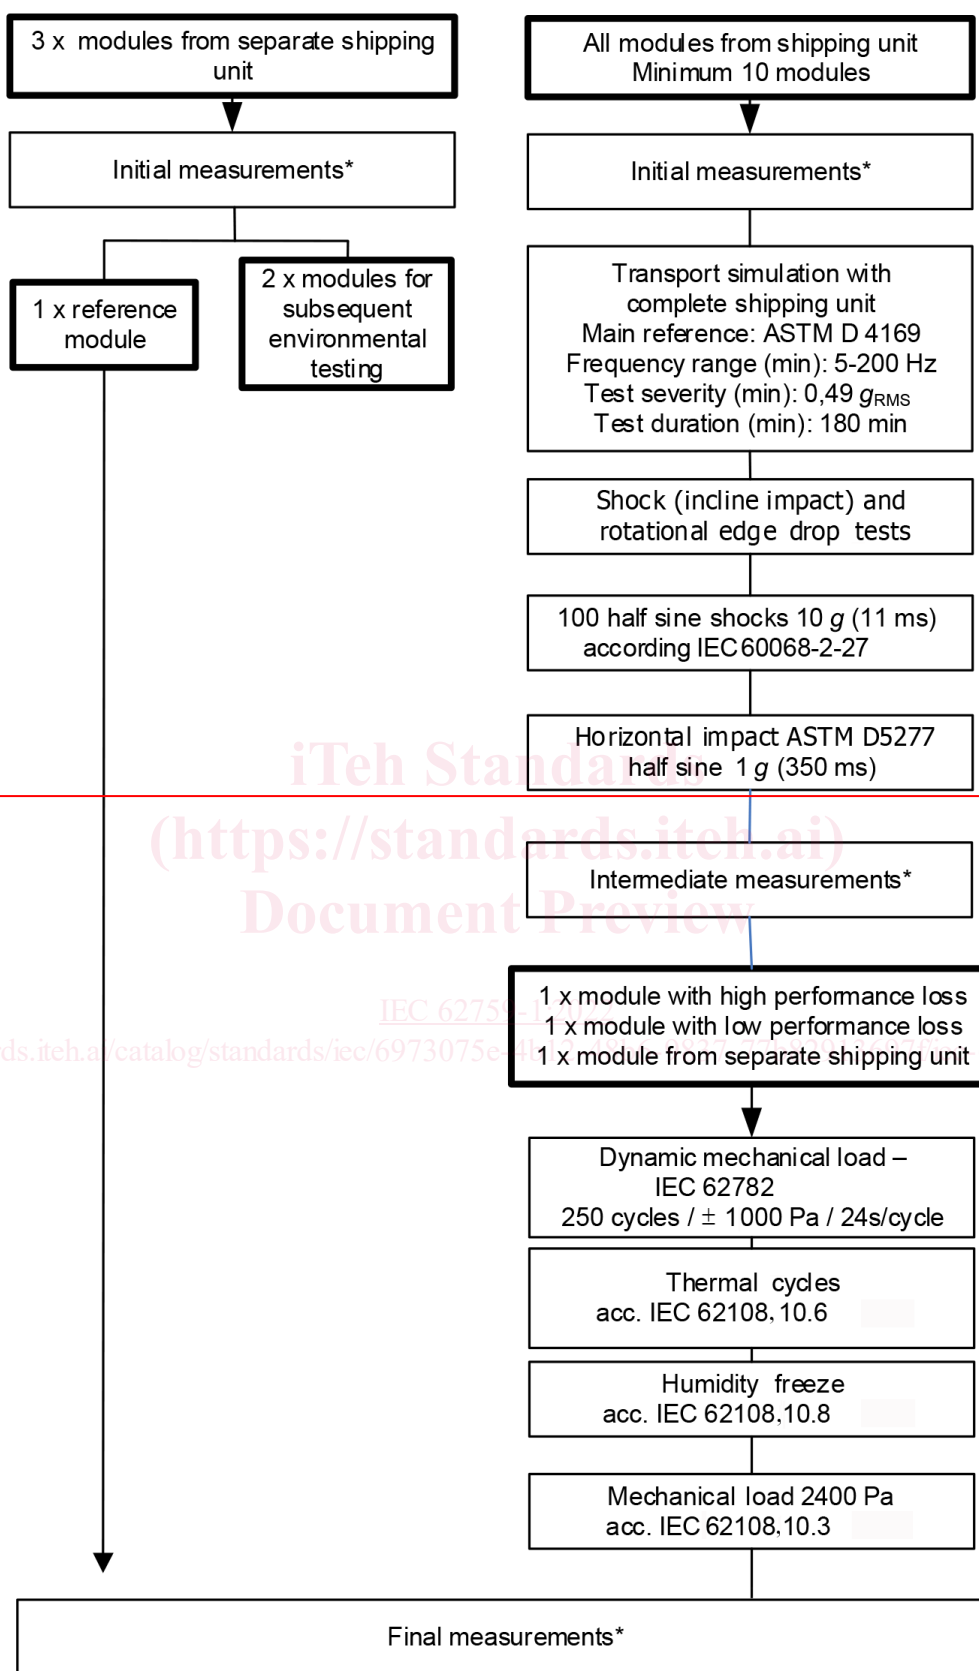 3 x modules from separate shipping
unit
Initial measurements*
1 x reference
module
2 x modules for
subsequent
environmental
testing
All modules from shipping unit
Minimum 10 modules
Initial measurements*
Transport simulation with
complete shipping unit
Main reference: ASTM D 4169
Frequency range (min): 5-200 Hz
Test severity (min): 0,49 gRMS
Test duration (min): 180 min
Shock (incline impact) and
rotational edge drop tests
100 half sine shocks 10 g (11 ms)
according IEC 60068-2-27
Horizontal impact ASTM D5277
half sine 1 g (350 ms)
iTeh Standards
(https://standards.iteh.ai)
Document Preview
Intermediate measurements*
IEC 62759-1:2022
1 x module with high performance loss
1 x module with low performance loss
1 x module from separate shipping unit
Dynamic mechanical load –
IEC 62782
250 cycles / ± 1000 Pa / 24s/cycle
Thermal cycles
acc. IEC 62108, 10.6
Humidity freeze
acc. IEC 62108,10.8
Mechanical load 2400 Pa
acc. IEC 62108,10.3
Final measurements*